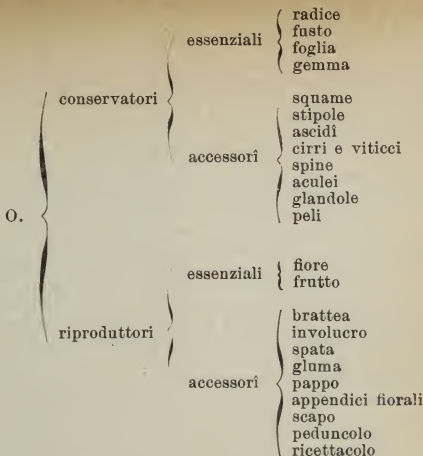 essenziali
radice
fusto
foglia
gemma
conservatori
accessorî
squame
stipole
ascidî
cirri e viticci
spine
aculei
glandole
peli
O.
riproduttori
essenziali
fiore
frutto
accessorî
brattea
involucro
spata
gluma
pappo
appendici fiorali
scapo
peduncolo
ricettacolo